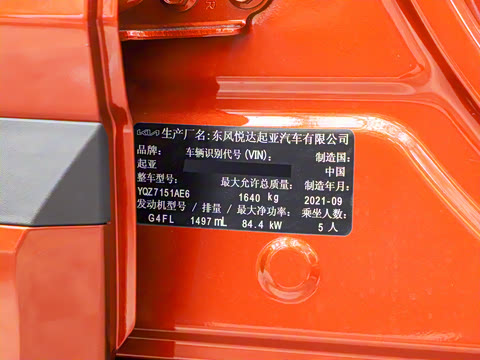 KIA 生产厂名:东风悦达起亚汽车有限公司
品牌: 车辆识别代号(VIN): 制造国:
起亚 中国
整车型号: 最大允许总质量: 制造年月:
YQZ7151AE6 1640 kg 2021-09
发动机型号/排量/最大净功率: 乘坐人数:
G4FL 1497 mL 84.4 kW 5人